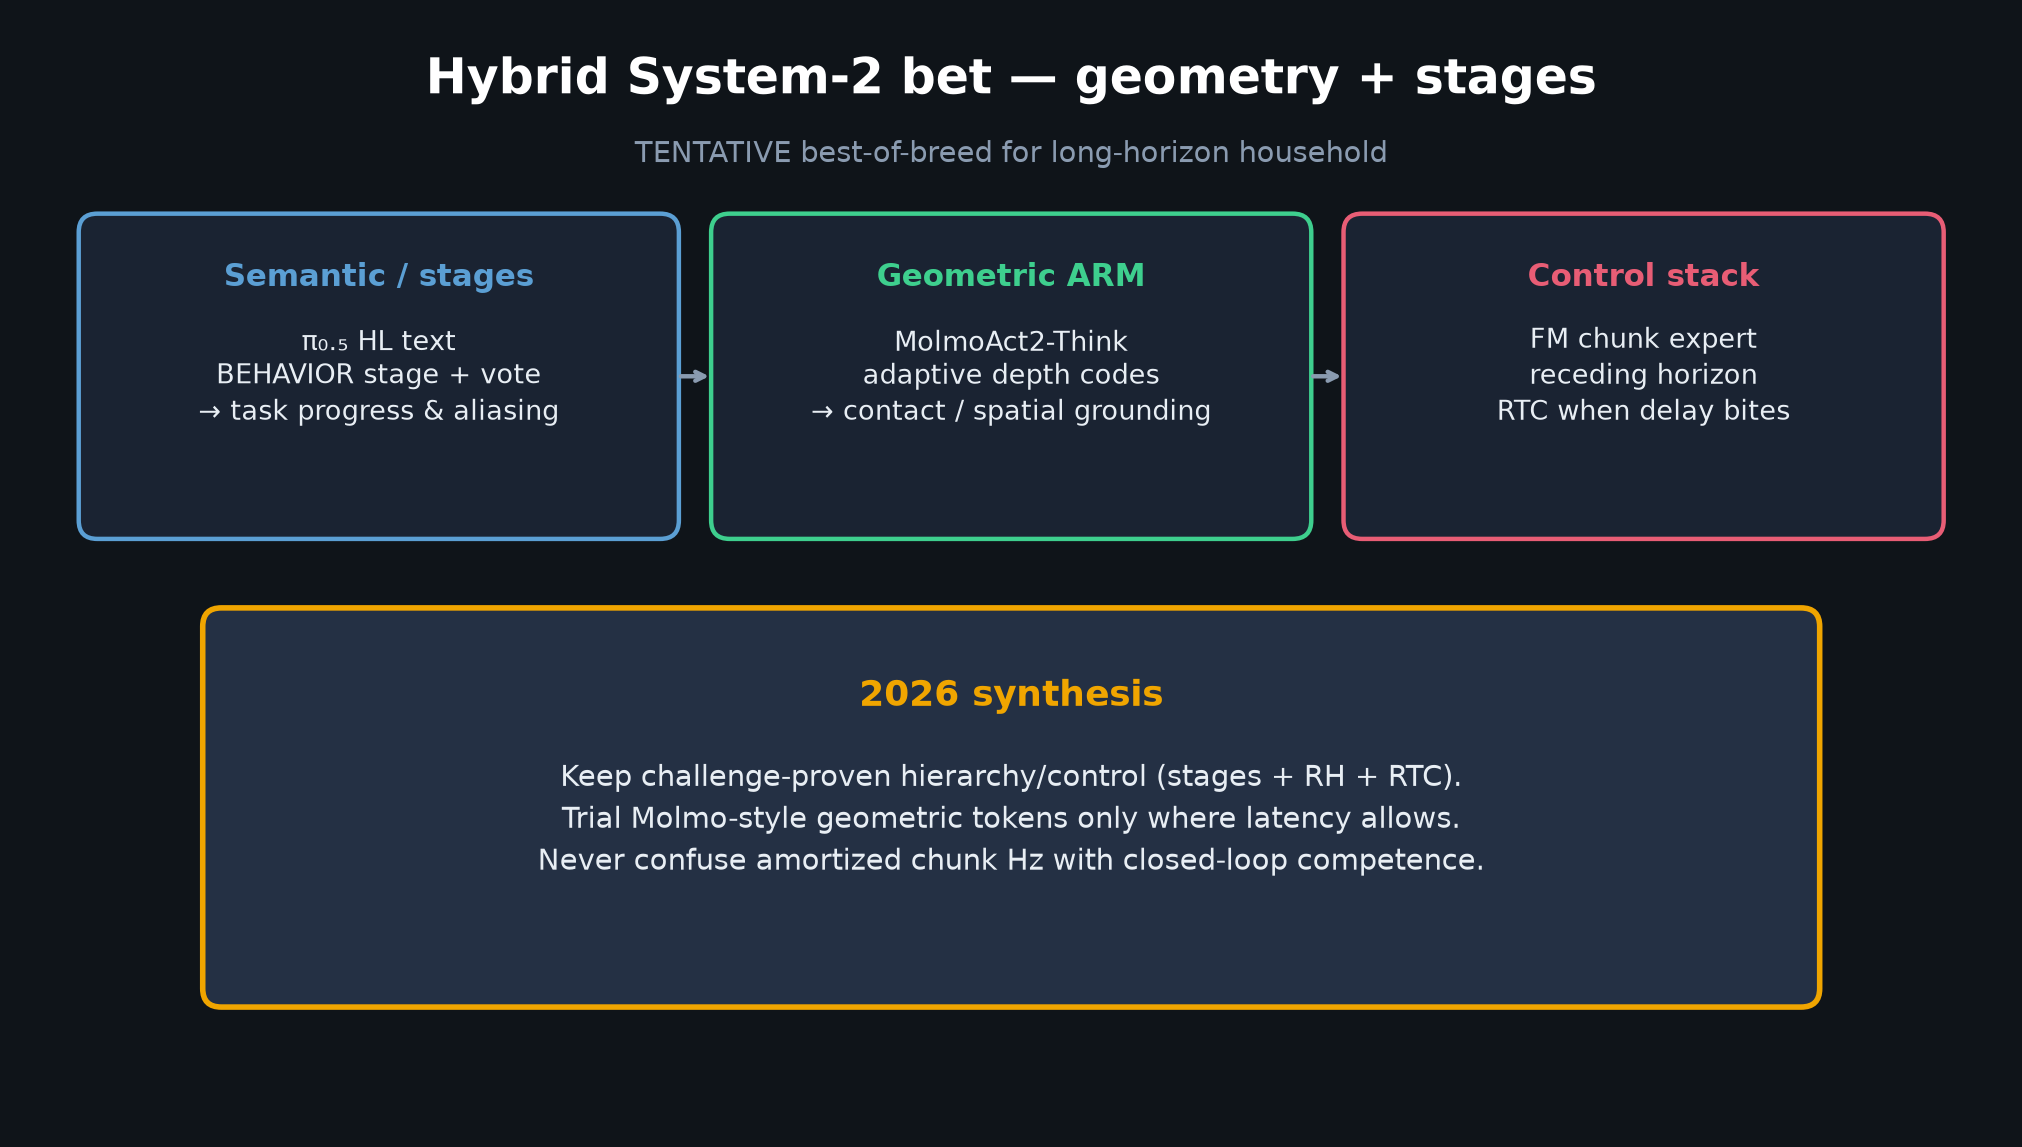 Hybrid System-2 bet — geometry + stages
TENTATIVE best-of-breed for long-horizon household
Semantic / stages
π₀.₅ HL text
BEHAVIOR stage + vote
→ task progress & aliasing
Geometric ARM
MolmoAct2-Think
adaptive depth codes
→ contact / spatial grounding
Control stack
FM chunk expert
receding horizon
RTC when delay bites
2026 synthesis
Keep challenge-proven hierarchy/control (stages + RH + RTC).
Trial Molmo-style geometric tokens only where latency allows.
Never confuse amortized chunk Hz with closed-loop competence.